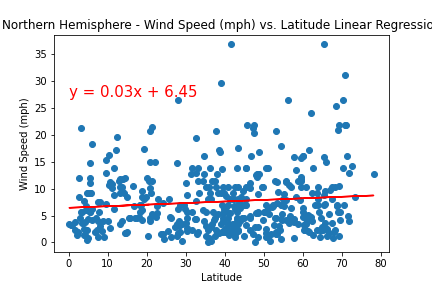 Northern Hemisphere - Wind Speed (mph) vs. Latitude Linear Regressio
35
30
y = 0.03x + 6.45
25
20
15
10
5
0
Wind Speed (mph)
0 10 20 30 40 50 60 70 80
Latitude